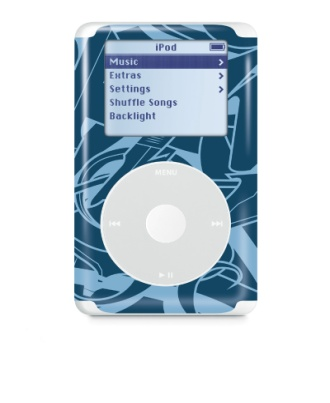 iPod
Music
Extras
Settings
Shuffle Songs
Backlight
MENU